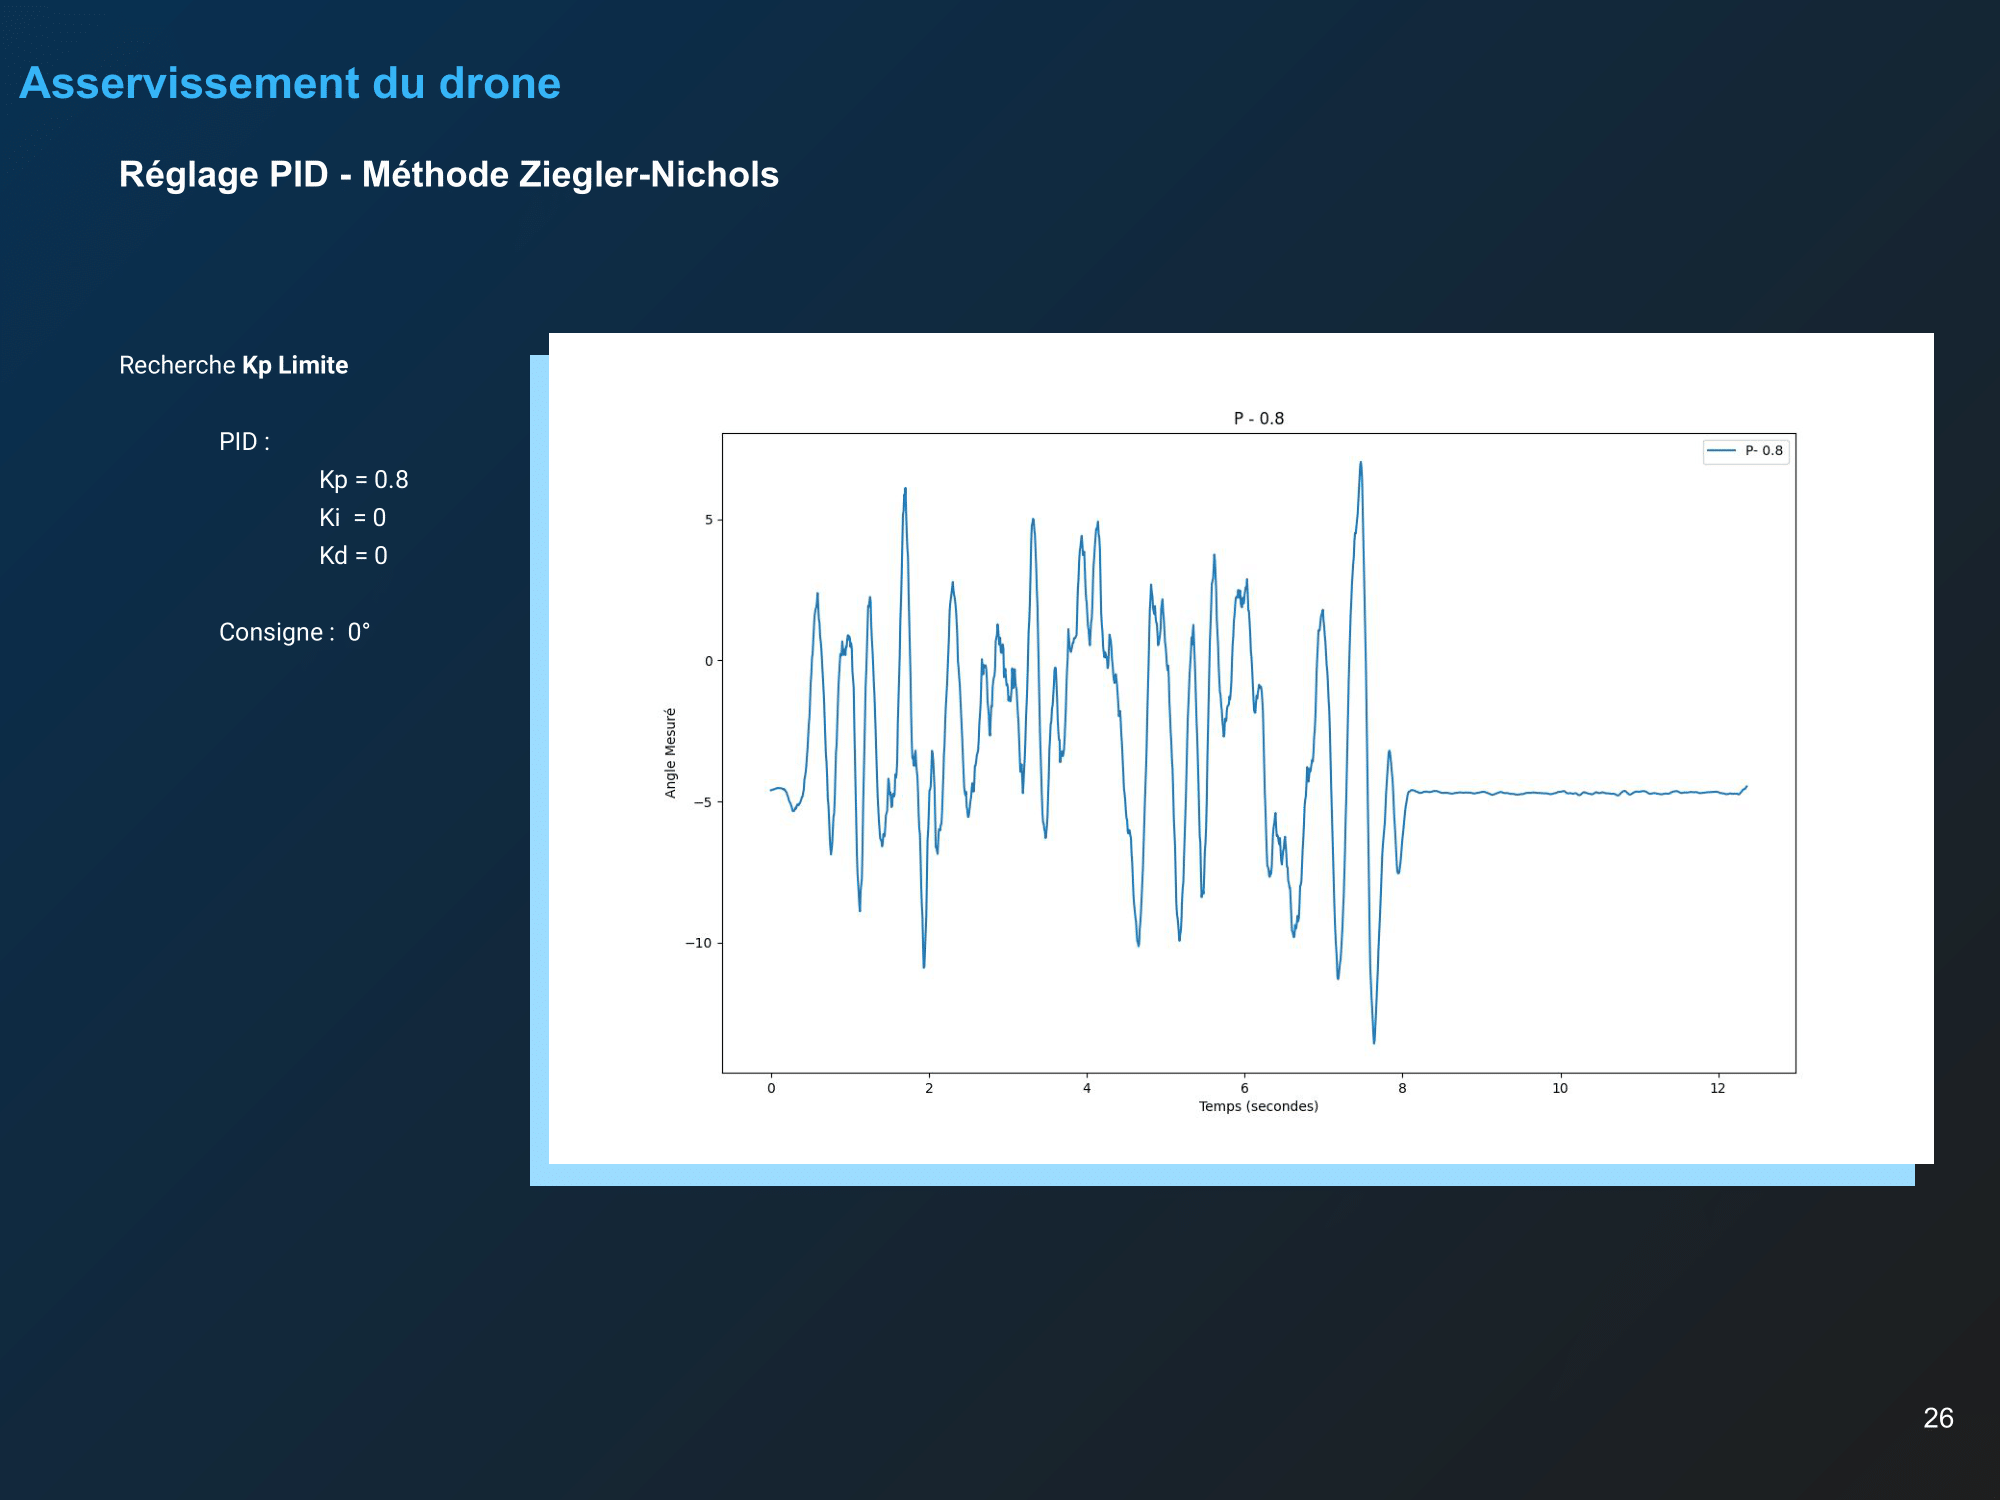 Asservissement du drone
Réglage PID - Méthode Ziegler-Nichols
Recherche Kp Limite
PID :
Kp = 0.8
Ki = 0
Kd = 0
Consigne : 0°
P - 0.8
P- 0.8
5
0
−5
−10
Angle Mesuré
0 2 4 6 8 10 12
Temps (secondes)
26